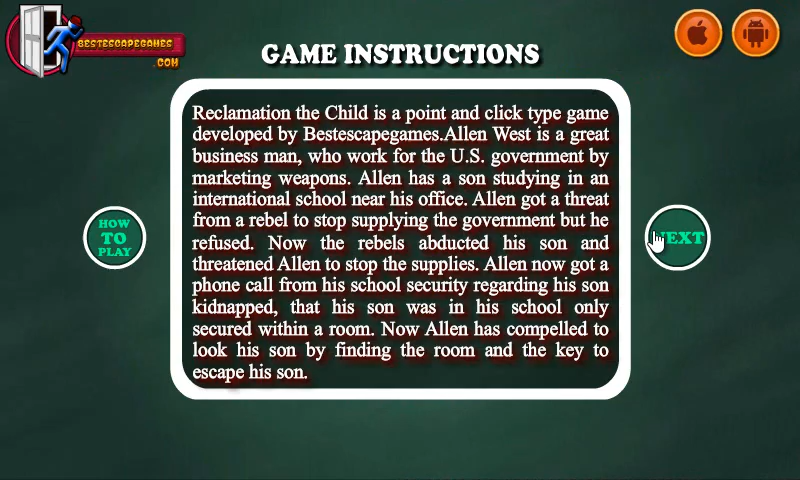 BESTESCAPEGAMES
.COM
GAME INSTRUCTIONS
Reclamation the Child is a point and click type game
developed by Bestescapegames.Allen West is a great
business man, who work for the U.S. government by
marketing weapons. Allen has a son studying in an
international school near his office. Allen got a threat
from a rebel to stop supplying the government but he
refused. Now the rebels abducted his son and
threatened Allen to stop the supplies. Allen now got a
phone call from his school security regarding his son
kidnapped, that his son was in his school only
secured within a room. Now Allen has compelled to
look his son by finding the room and the key to
escape his son.
HOW
TO
PLAY
NEXT